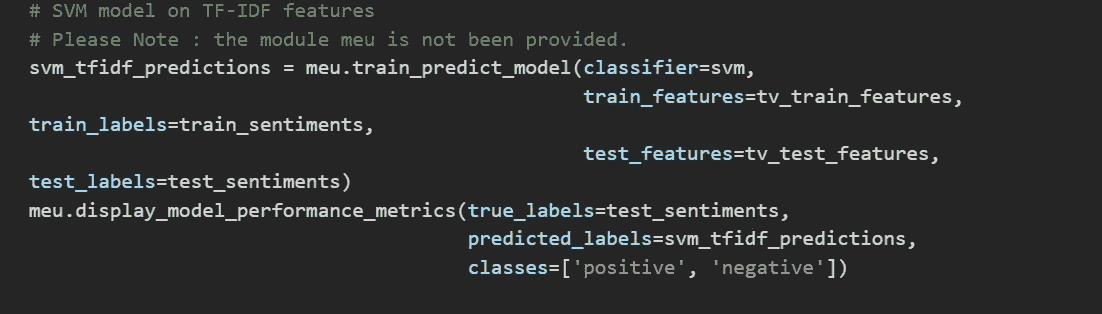 # SVM model on TF-IDF features
# Please Note : the module meu is not been provided.
svm_tfidf_predictions = meu.train_predict_model(classifier=svm,
train_features=tv_train_features,
train_labels=train_sentiments,
test_features=tv_test_features,
test_labels=test_sentiments)
meu.display_model_performance_metrics(true_labels=test_sentiments,
predicted_labels=svm_tfidf_predictions,
classes=['positive', 'negative'])